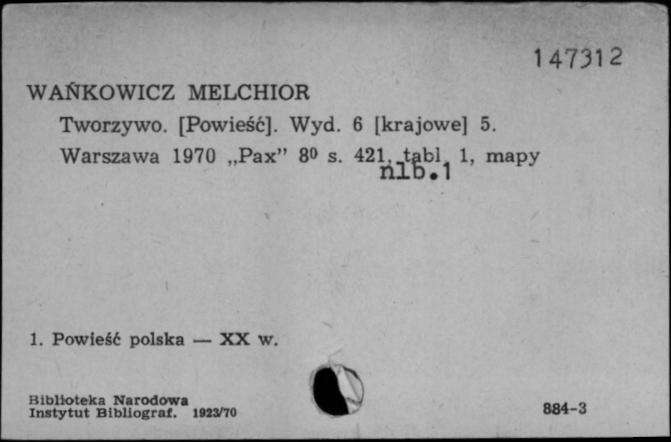 147312
WAŃKOWICZ MELCHIOR
Tworzywo. [Powieść]. Wyd. 6 [krajowe] 5.
Warszawa 1970 „Pax” 8⁰ s. 421, tabl. 1, mapy
nlb.1
1. Powieść polska — XX w.
Biblioteka Narodowa
Instytut Bibliograf. 1923/70
884-3